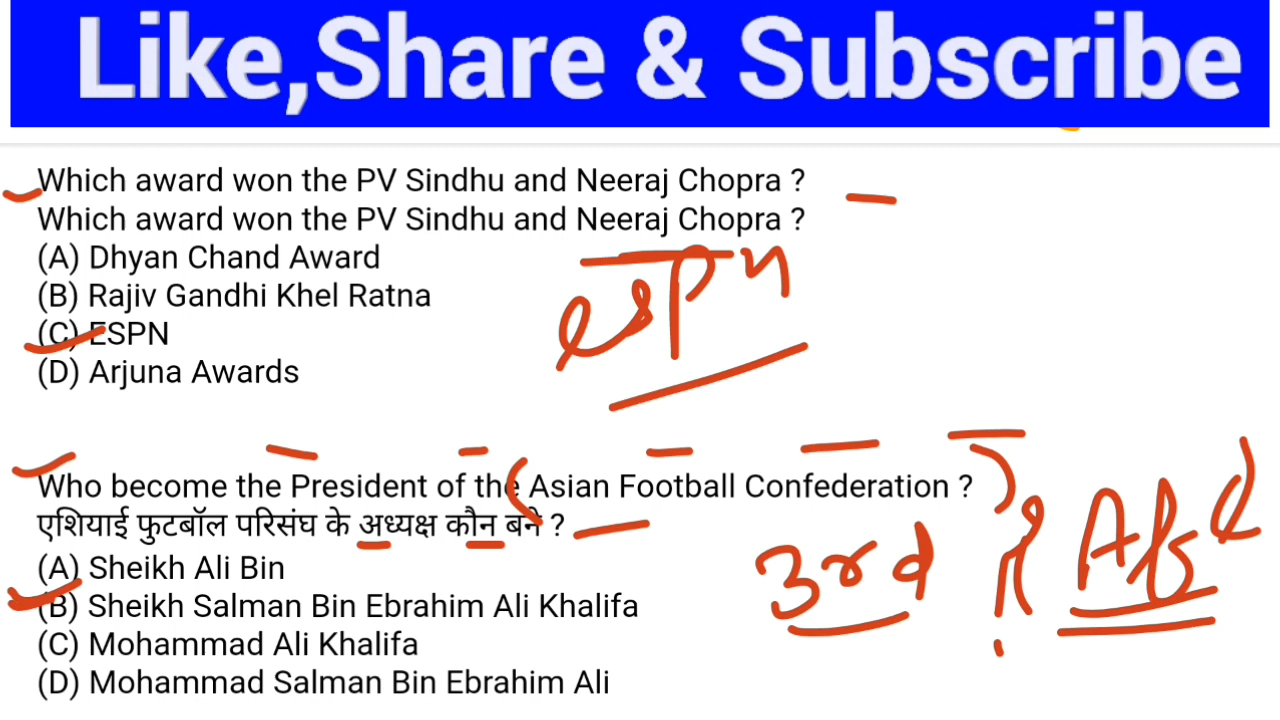 Like,Share & Subscribe
Which award won the PV Sindhu and Neeraj Chopra ?
Which award won the PV Sindhu and Neeraj Chopra ?
(A) Dhyan Chand Award
(B) Rajiv Gandhi Khel Ratna
(C) ESPN
(D) Arjuna Awards
espn
Who become the President of the Asian Football Confederation ?
एशियाई फुटबॉल परिसंघ के अध्यक्ष कौन बने ?
(A) Sheikh Ali Bin
(B) Sheikh Salman Bin Ebrahim Ali Khalifa
(C) Mohammad Ali Khalifa
(D) Mohammad Salman Bin Ebrahim Ali
3rd